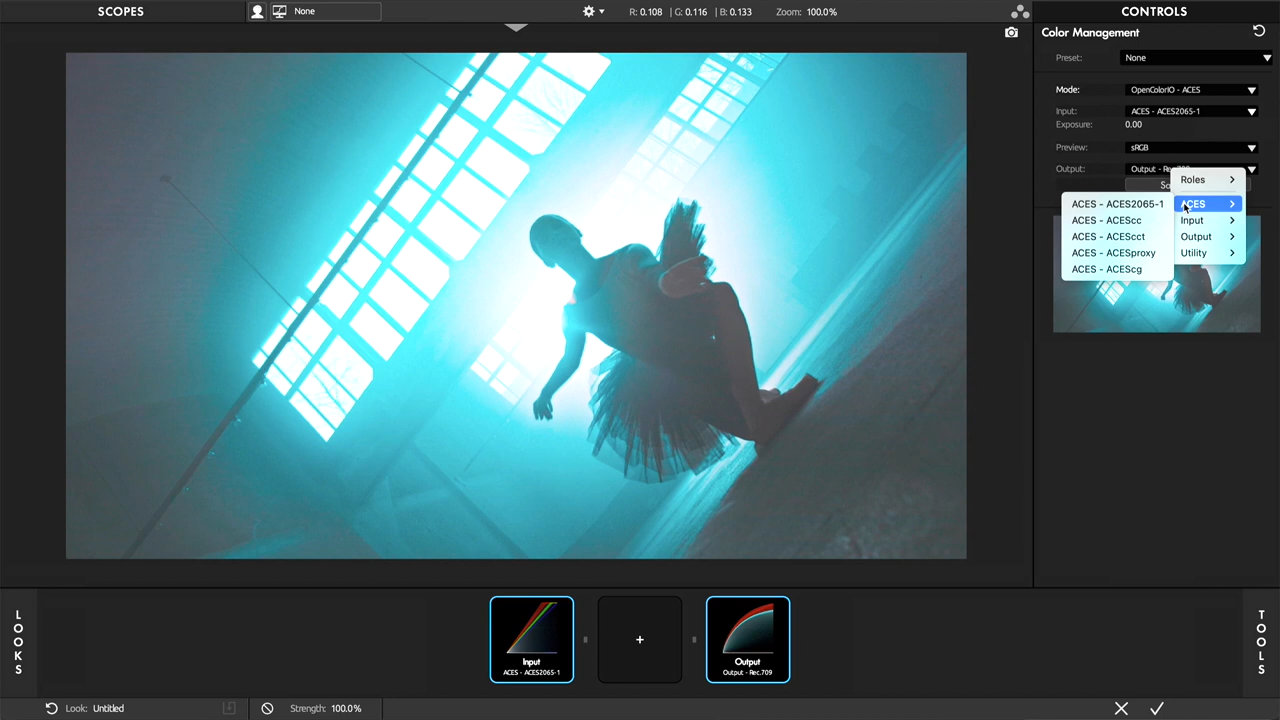 SCOPES
None
R: 0.108 | G: 0.116 | B: 0.133
Zoom: 100.0%
CONTROLS
Color Management
Preset: None
Mode: OpenColorIO - ACES
Input: ACES - ACES2065-1
Exposure: 0.00
Preview: sRGB
Output: Output - Rec.709
Roles
ACES
Input
Output
Utility
ACES - ACES2065-1
ACES - ACEScc
ACES - ACEScct
ACES - ACESproxy
ACES - ACEScg
LOOKS
Input
ACES - ACES2065-1
+
Output
Output - Rec.709
TOOLS
Look: Untitled
Strength: 100.0%